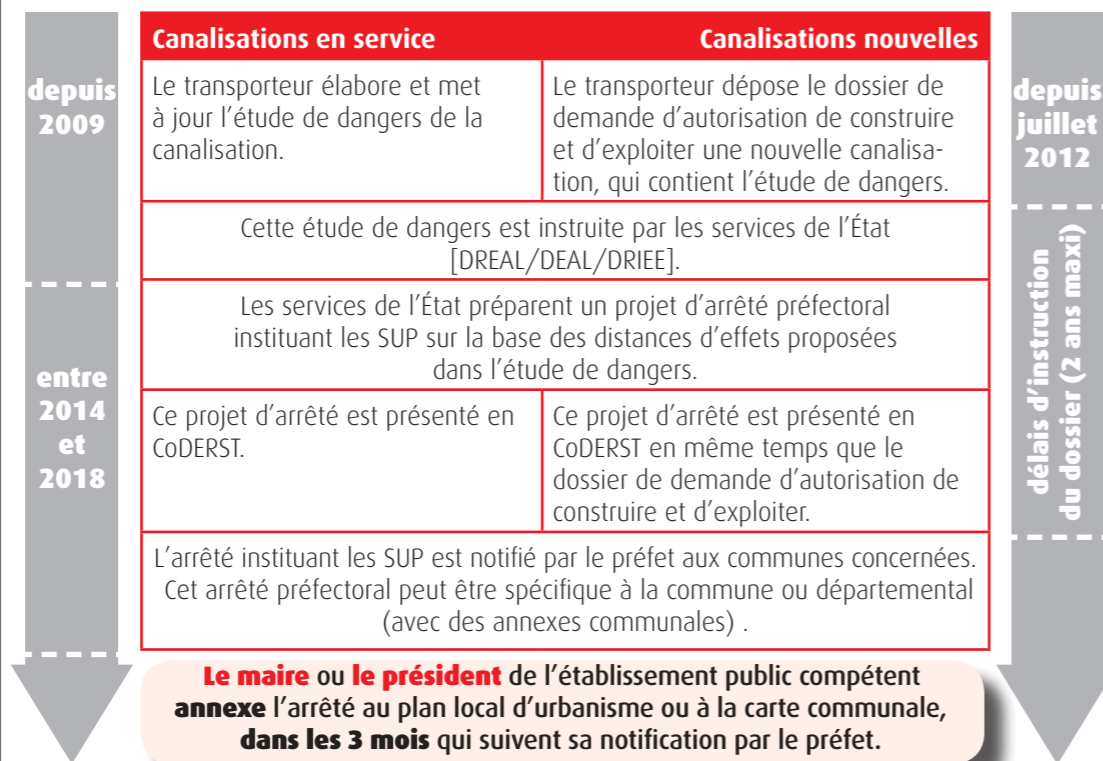 Canalisations en service
Canalisations nouvelles
depuis
2009
Le transporteur élabore et met
à jour l'étude de dangers de la
canalisation.
Le transporteur dépose le dossier de
demande d'autorisation de construire
et d'exploiter une nouvelle canalisa-
tion, qui contient l'étude de dangers.
depuis
juillet
2012
Cette étude de dangers est instruite par les services de l'État
[DREAL/DEAL/DRIEE].
Les services de l'État préparent un projet d'arrêté préfectoral
instituant les SUP sur la base des distances d'effets proposées
dans l'étude de dangers.
entre
2014
et
2018
Ce projet d'arrêté est présenté en
CoDERST.
Ce projet d'arrêté est présenté en
CoDERST en même temps que le
dossier de demande d'autorisation de
construire et d'exploiter.
délais d'instruction
du dossier (2 ans maxi)
L'arrêté instituant les SUP est notifié par le préfet aux communes concernées.
Cet arrêté préfectoral peut être spécifique à la commune ou départemental
(avec des annexes communales) .
Le maire ou le président de l'établissement public compétent
annexe l'arrêté au plan local d'urbanisme ou à la carte communale,
dans les 3 mois qui suivent sa notification par le préfet.